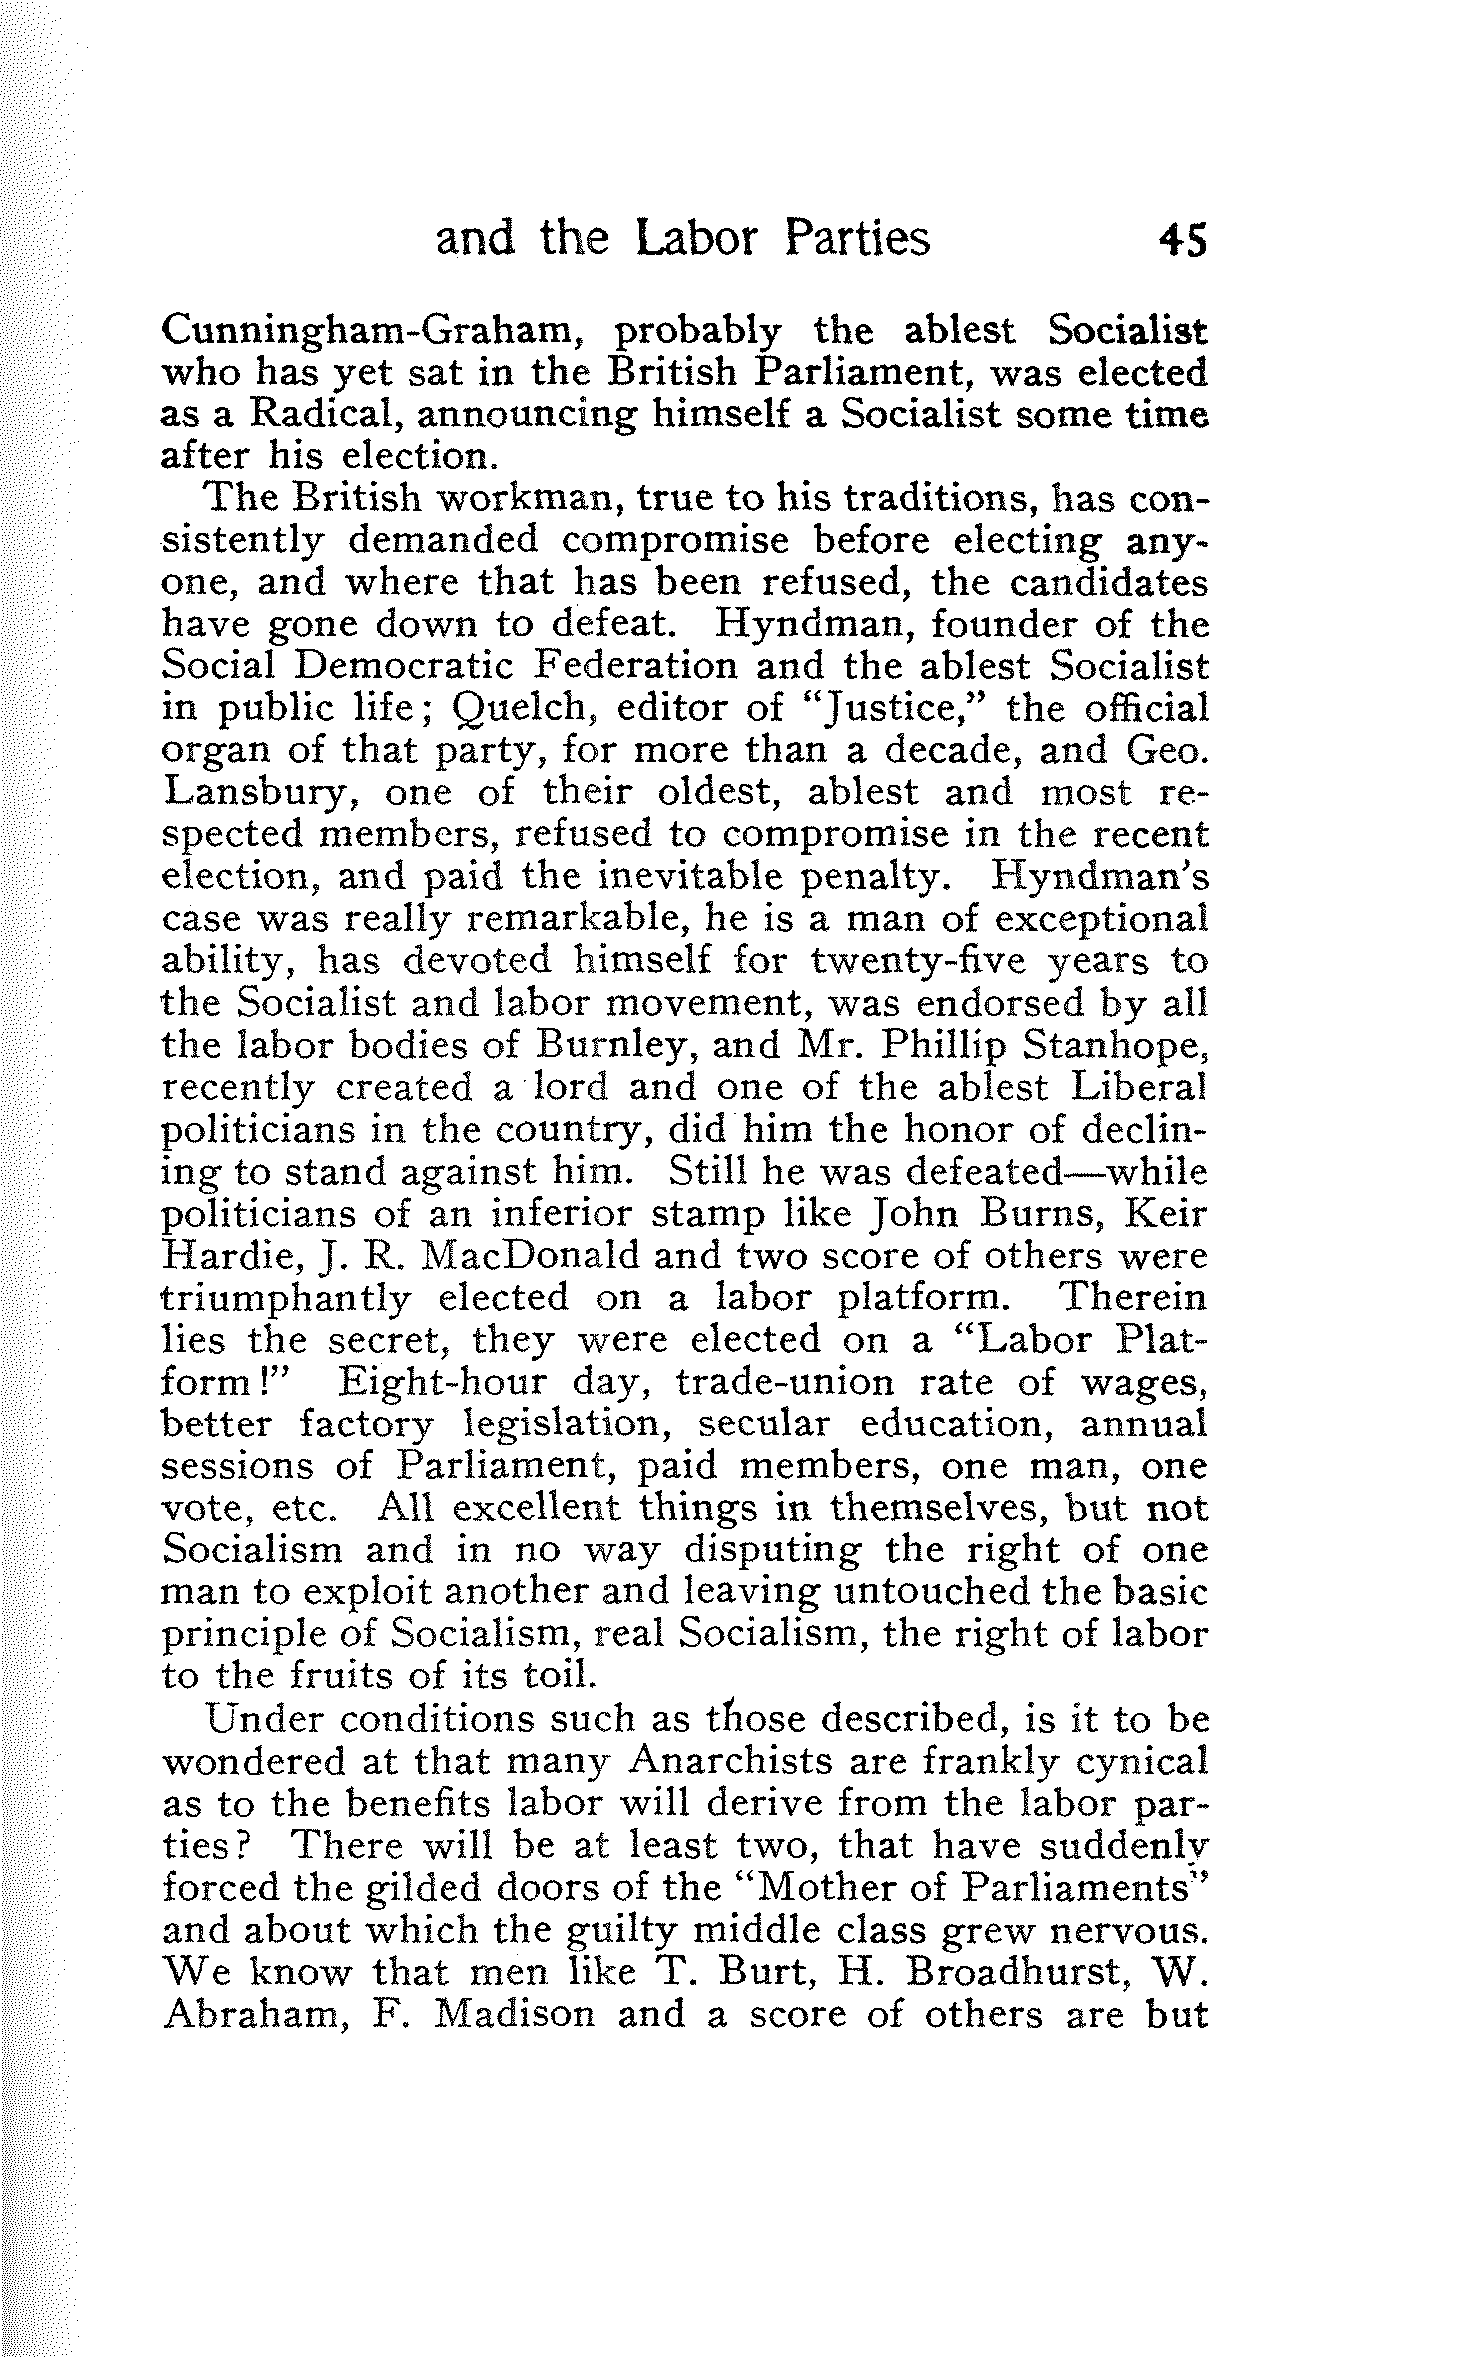 and the Labor Parties 45
Cunningham-Graham, probably the ablest Socialist
who has yet sat in the British Parliament, was elected
as a Radical, announcing himself a Socialist some time
after his election.
The British workman, true to his traditions, has con-
sistently demanded compromise before electing any-
one, and where that has been refused, the candidates
have gone down to defeat. Hyndman, founder of the
Social Democratic Federation and the ablest Socialist
in public life; Quelch, editor of “Justice,” the official
organ of that party, for more than a decade, and Geo.
Lansbury, one of their oldest, ablest and most re-
spected members, refused to compromise in the recent
election, and paid the inevitable penalty. Hyndman's
case was really remarkable, he is a man of exceptional
ability, has devoted himself for twenty-five years to
the Socialist and labor movement, was endorsed by all
the labor bodies of Burnley, and Mr. Phillip Stanhope,
recently created a lord and one of the ablest Liberal
politicians in the country, did him the honor of declin-
ing to stand against him. Still he was defeated—while
politicians of an inferior stamp like John Burns, Keir
Hardie, J. R. MacDonald and two score of others were
triumphantly elected on a labor platform. Therein
lies the secret, they were elected on a “Labor Plat-
form!” Eight-hour day, trade-union rate of wages,
better factory legislation, secular education, annual
sessions of Parliament, paid members, one man, one
vote, etc. All excellent things in themselves, but not
Socialism and in no way disputing the right of one
man to exploit another and leaving untouched the basic
principle of Socialism, real Socialism, the right of labor
to the fruits of its toil.
Under conditions such as those described, is it to be
wondered at that many Anarchists are frankly cynical
as to the benefits labor will derive from the labor par-
ties? There will be at least two, that have suddenly
forced the gilded doors of the “Mother of Parliaments”
and about which the guilty middle class grew nervous.
We know that men like T. Burt, H. Broadhurst, W.
Abraham, F. Madison and a score of others are but